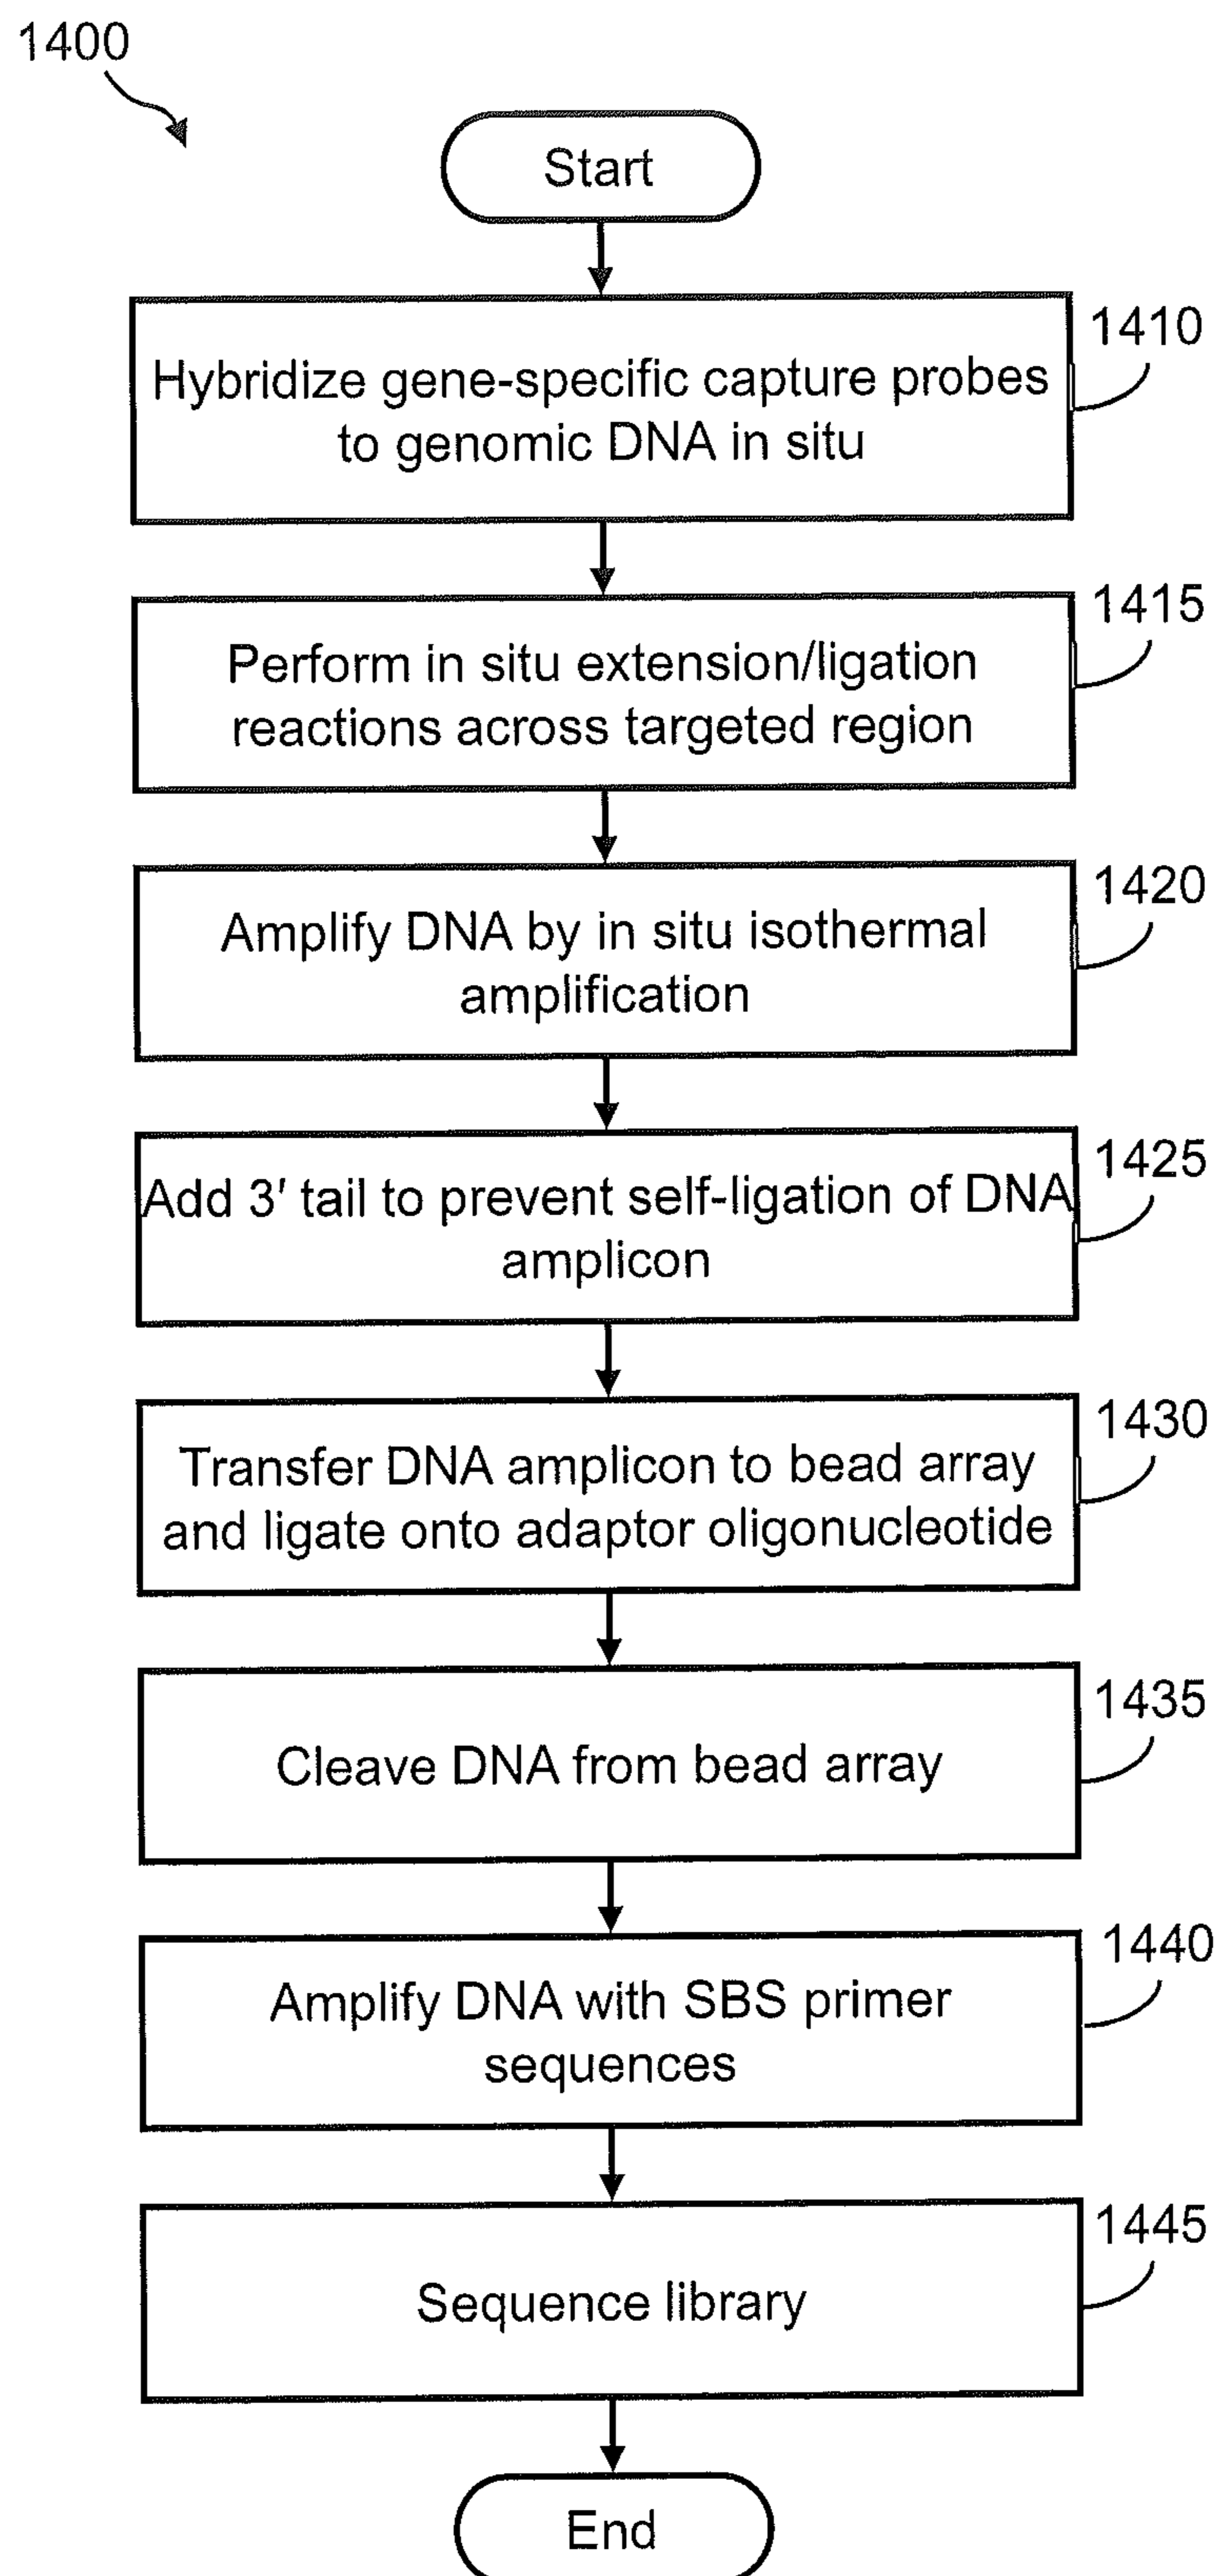 1400
Start
Hybridize gene-specific capture probes
to genomic DNA in situ
1410
Perform in situ extension/ligation
reactions across targeted region
1415
Amplify DNA by in situ isothermal
amplification
1420
Add 3′ tail to prevent self-ligation of DNA
amplicon
1425
Transfer DNA amplicon to bead array
and ligate onto adaptor oligonucleotide
1430
Cleave DNA from bead array
1435
Amplify DNA with SBS primer
sequences
1440
Sequence library
1445
End